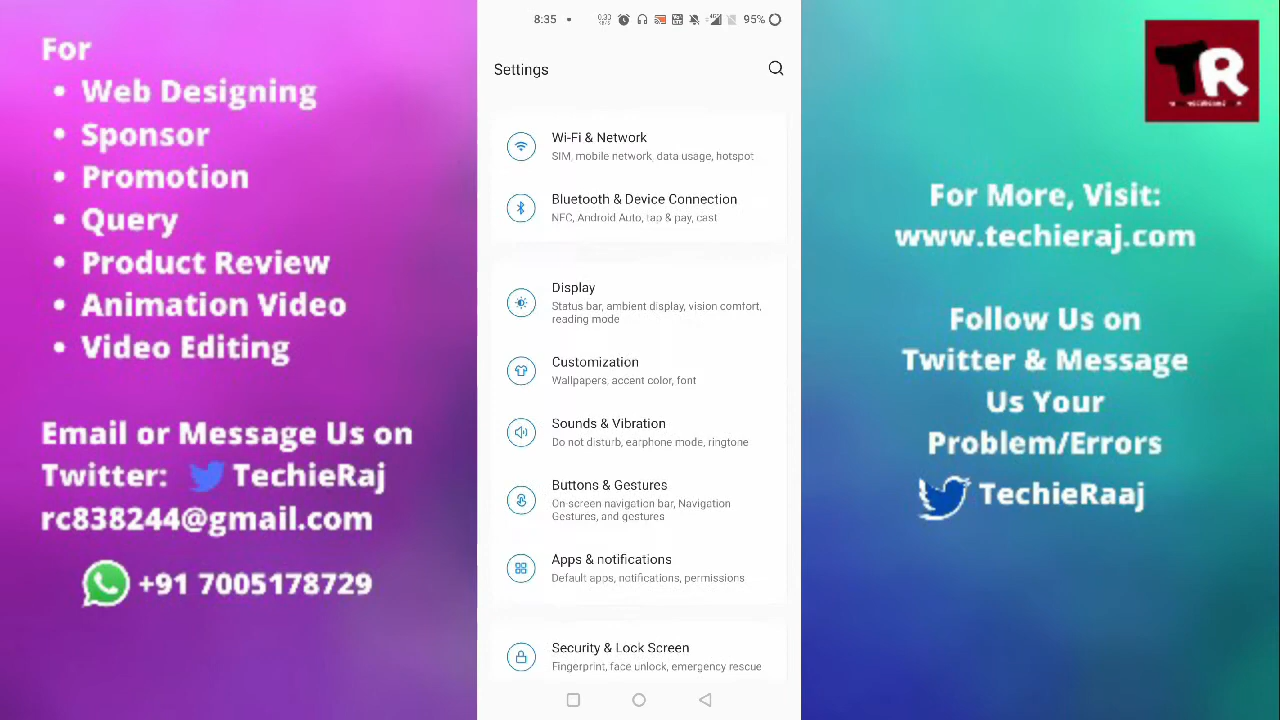 For
• Web Designing
• Sponsor
• Promotion
• Query
• Product Review
• Animation Video
• Video Editing
Email or Message Us on
Twitter: TechieRaj
rc838244@gmail.com
+91 7005178729
8:35 • 95%
Settings
Wi-Fi & Network
SIM, mobile network, data usage, hotspot
Bluetooth & Device Connection
NFC, Android Auto, tap & pay, cast
Display
Status bar, ambient display, vision comfort,
reading mode
Customization
Wallpapers, accent color, font
Sounds & Vibration
Do not disturb, earphone mode, ringtone
Buttons & Gestures
On-screen navigation bar, Navigation
Gestures, and gestures
Apps & notifications
Default apps, notifications, permissions
Security & Lock Screen
Fingerprint, face unlock, emergency rescue
TR
For More, Visit:
www.techieraj.com
Follow Us on
Twitter & Message
Us Your
Problem/Errors
TechieRaaj